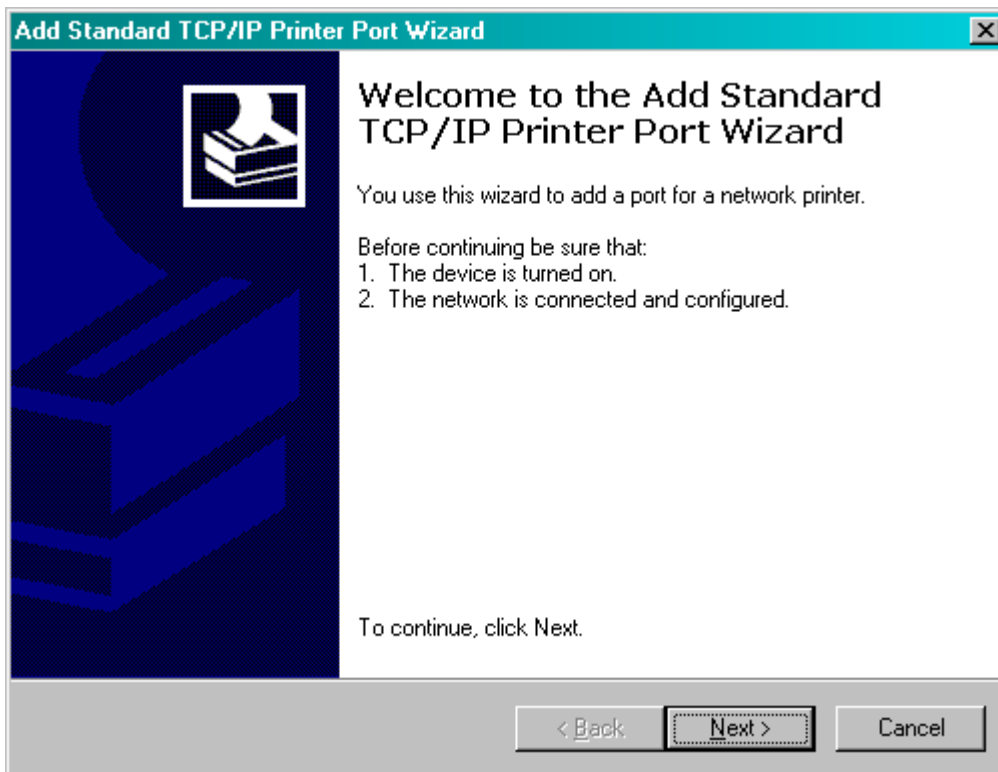 Add Standard TCP/IP Printer Port Wizard
Welcome to the Add Standard
TCP/IP Printer Port Wizard
You use this wizard to add a port for a network printer.
Before continuing be sure that:
1. The device is turned on.
2. The network is connected and configured.
To continue, click Next.
< Back
Next >
Cancel